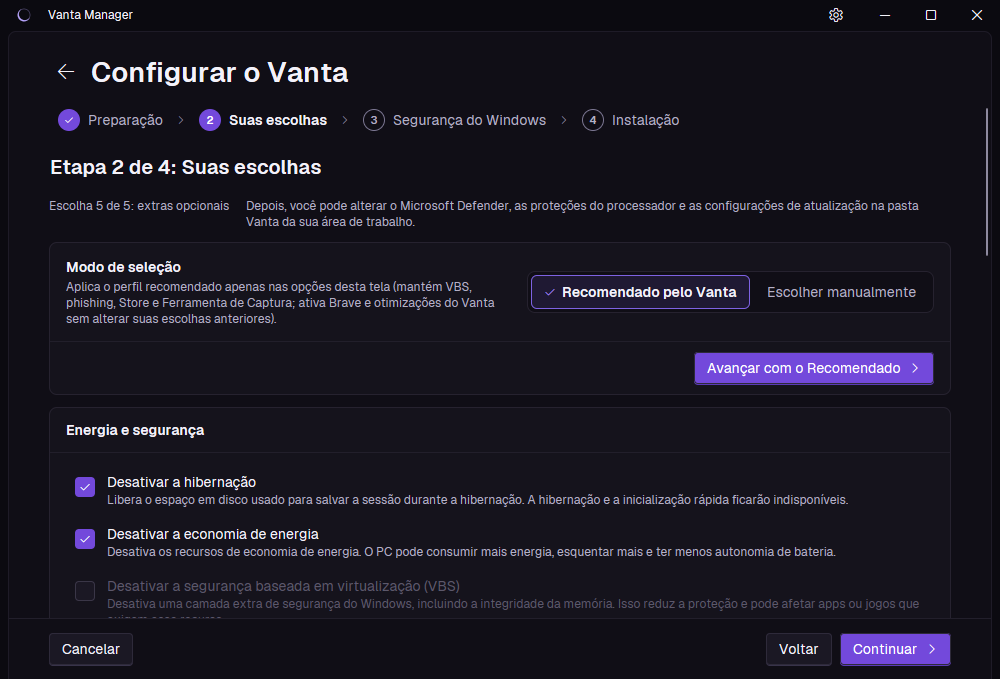 Vanta Manager
Configurar o Vanta
Preparação
2 Suas escolhas
3 Segurança do Windows
4 Instalação
Etapa 2 de 4: Suas escolhas
Escolha 5 de 5: extras opcionais
Depois, você pode alterar o Microsoft Defender, as proteções do processador e as configurações de atualização na pasta
Vanta da sua área de trabalho.
Modo de seleção
Aplica o perfil recomendado apenas nas opções desta tela (mantém VBS,
phishing, Store e Ferramenta de Captura; ativa Brave e otimizações do Vanta
sem alterar suas escolhas anteriores).
Recomendado pelo Vanta
Escolher manualmente
Avançar com o Recomendado
Energia e segurança
Desativar a hibernação
Libera o espaço em disco usado para salvar a sessão durante a hibernação. A hibernação e a inicialização rápida ficarão indisponíveis.
Desativar a economia de energia
Desativa os recursos de economia de energia. O PC pode consumir mais energia, esquentar mais e ter menos autonomia de bateria.
Desativar a segurança baseada em virtualização (VBS)
Desativa uma camada extra de segurança do Windows, incluindo a integridade da memória. Isso reduz a proteção e pode afetar apps ou jogos que
Cancelar
Voltar
Continuar